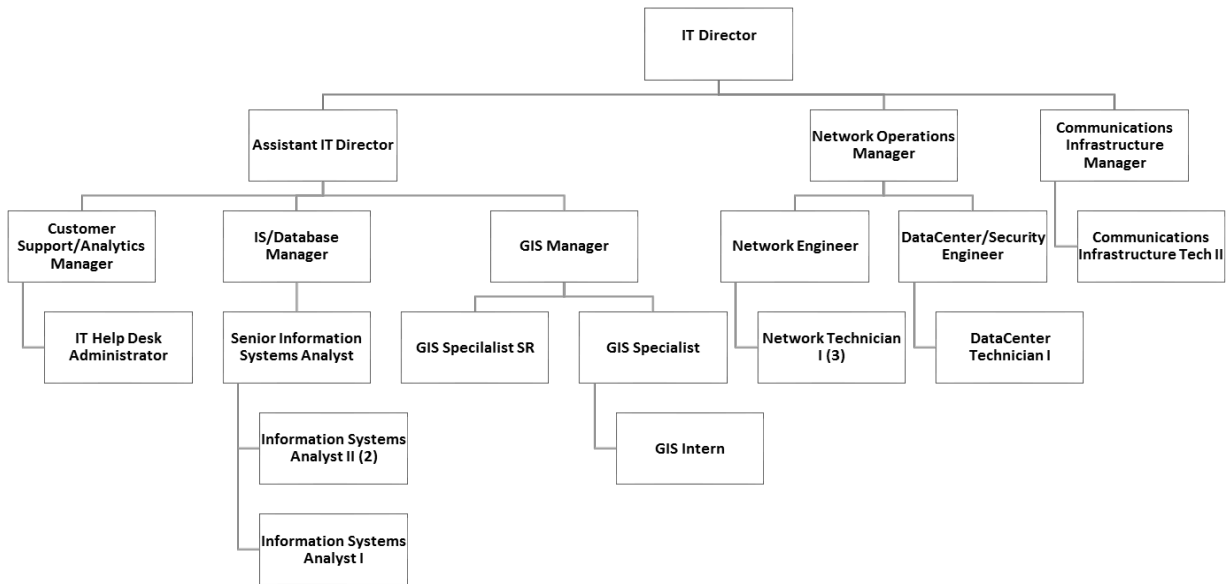 IT Director
Assistant IT Director
Network Operations
Manager
Communications
Infrastructure
Manager
Customer
Support/Analytics
Manager
IS/Database
Manager
GIS Manager
Network Engineer
DataCenter/Security
Engineer
Communications
Infrastructure Tech II
IT Help Desk
Administrator
Senior Information
Systems Analyst
GIS Specilalist SR
GIS Specialist
Network Technician
I (3)
DataCenter
Technician I
Information Systems
Analyst II (2)
GIS Intern
Information Systems
Analyst I